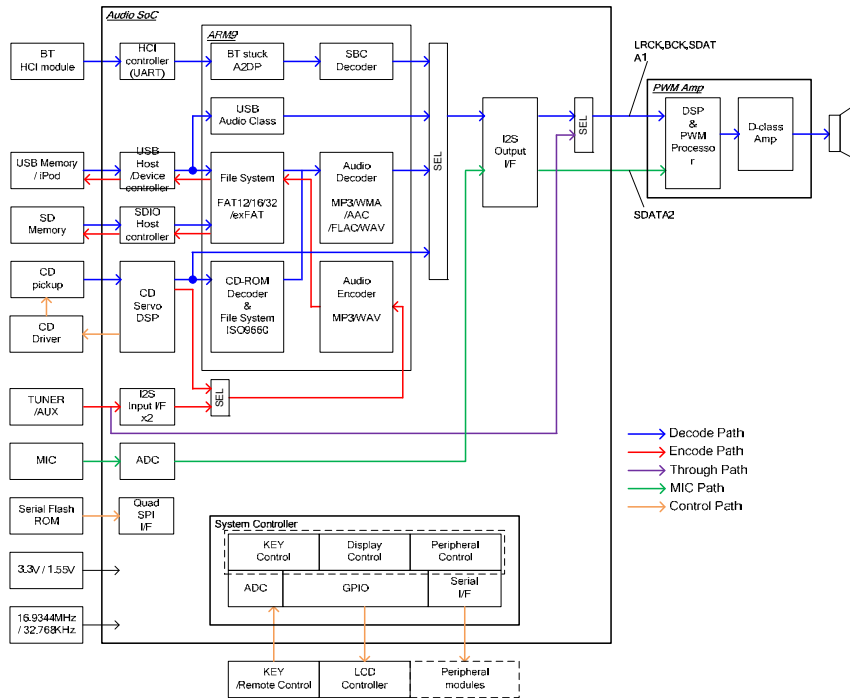 Audio SoC
ARM9
BT
HCI module
HCI
controller
(UART)
BT stuck
A2DP
SBC
Decoder
LRCK,BCK,SDAT
A1
PWM Amp
USB
Audio Class
DSP
&
PWM
Processo
r
D-class
Amp
SEL
I2S
Output
I/F
SEL
USB Memory
/ iPod
USB
Host
/Device
controller
File System
FAT12/16/32
/exFAT
Audio
Decoder
MP3/WMA
/AAC
/FLAC/WAV
SDATA2
SD
Memory
SDIO
Host
controller
CD
pickup
CD
Servo
DSP
CD-ROM
Decoder
&
File System
ISO9660
Audio
Encoder
MP3/WAV
CD
Driver
TUNER
/AUX
I2S
Input I/F
x2
SEL
MIC
ADC
Serial Flash
ROM
Quad
SPI
I/F
Decode Path
Encode Path
Through Path
MIC Path
Control Path
3.3V / 1.55V
16.9344MHz
/ 32.768KHz
System Controller
KEY
Control
Display
Control
Peripheral
Control
ADC
GPIO
Serial
I/F
KEY
/Remote Control
LCD
Controller
Peripheral
modules